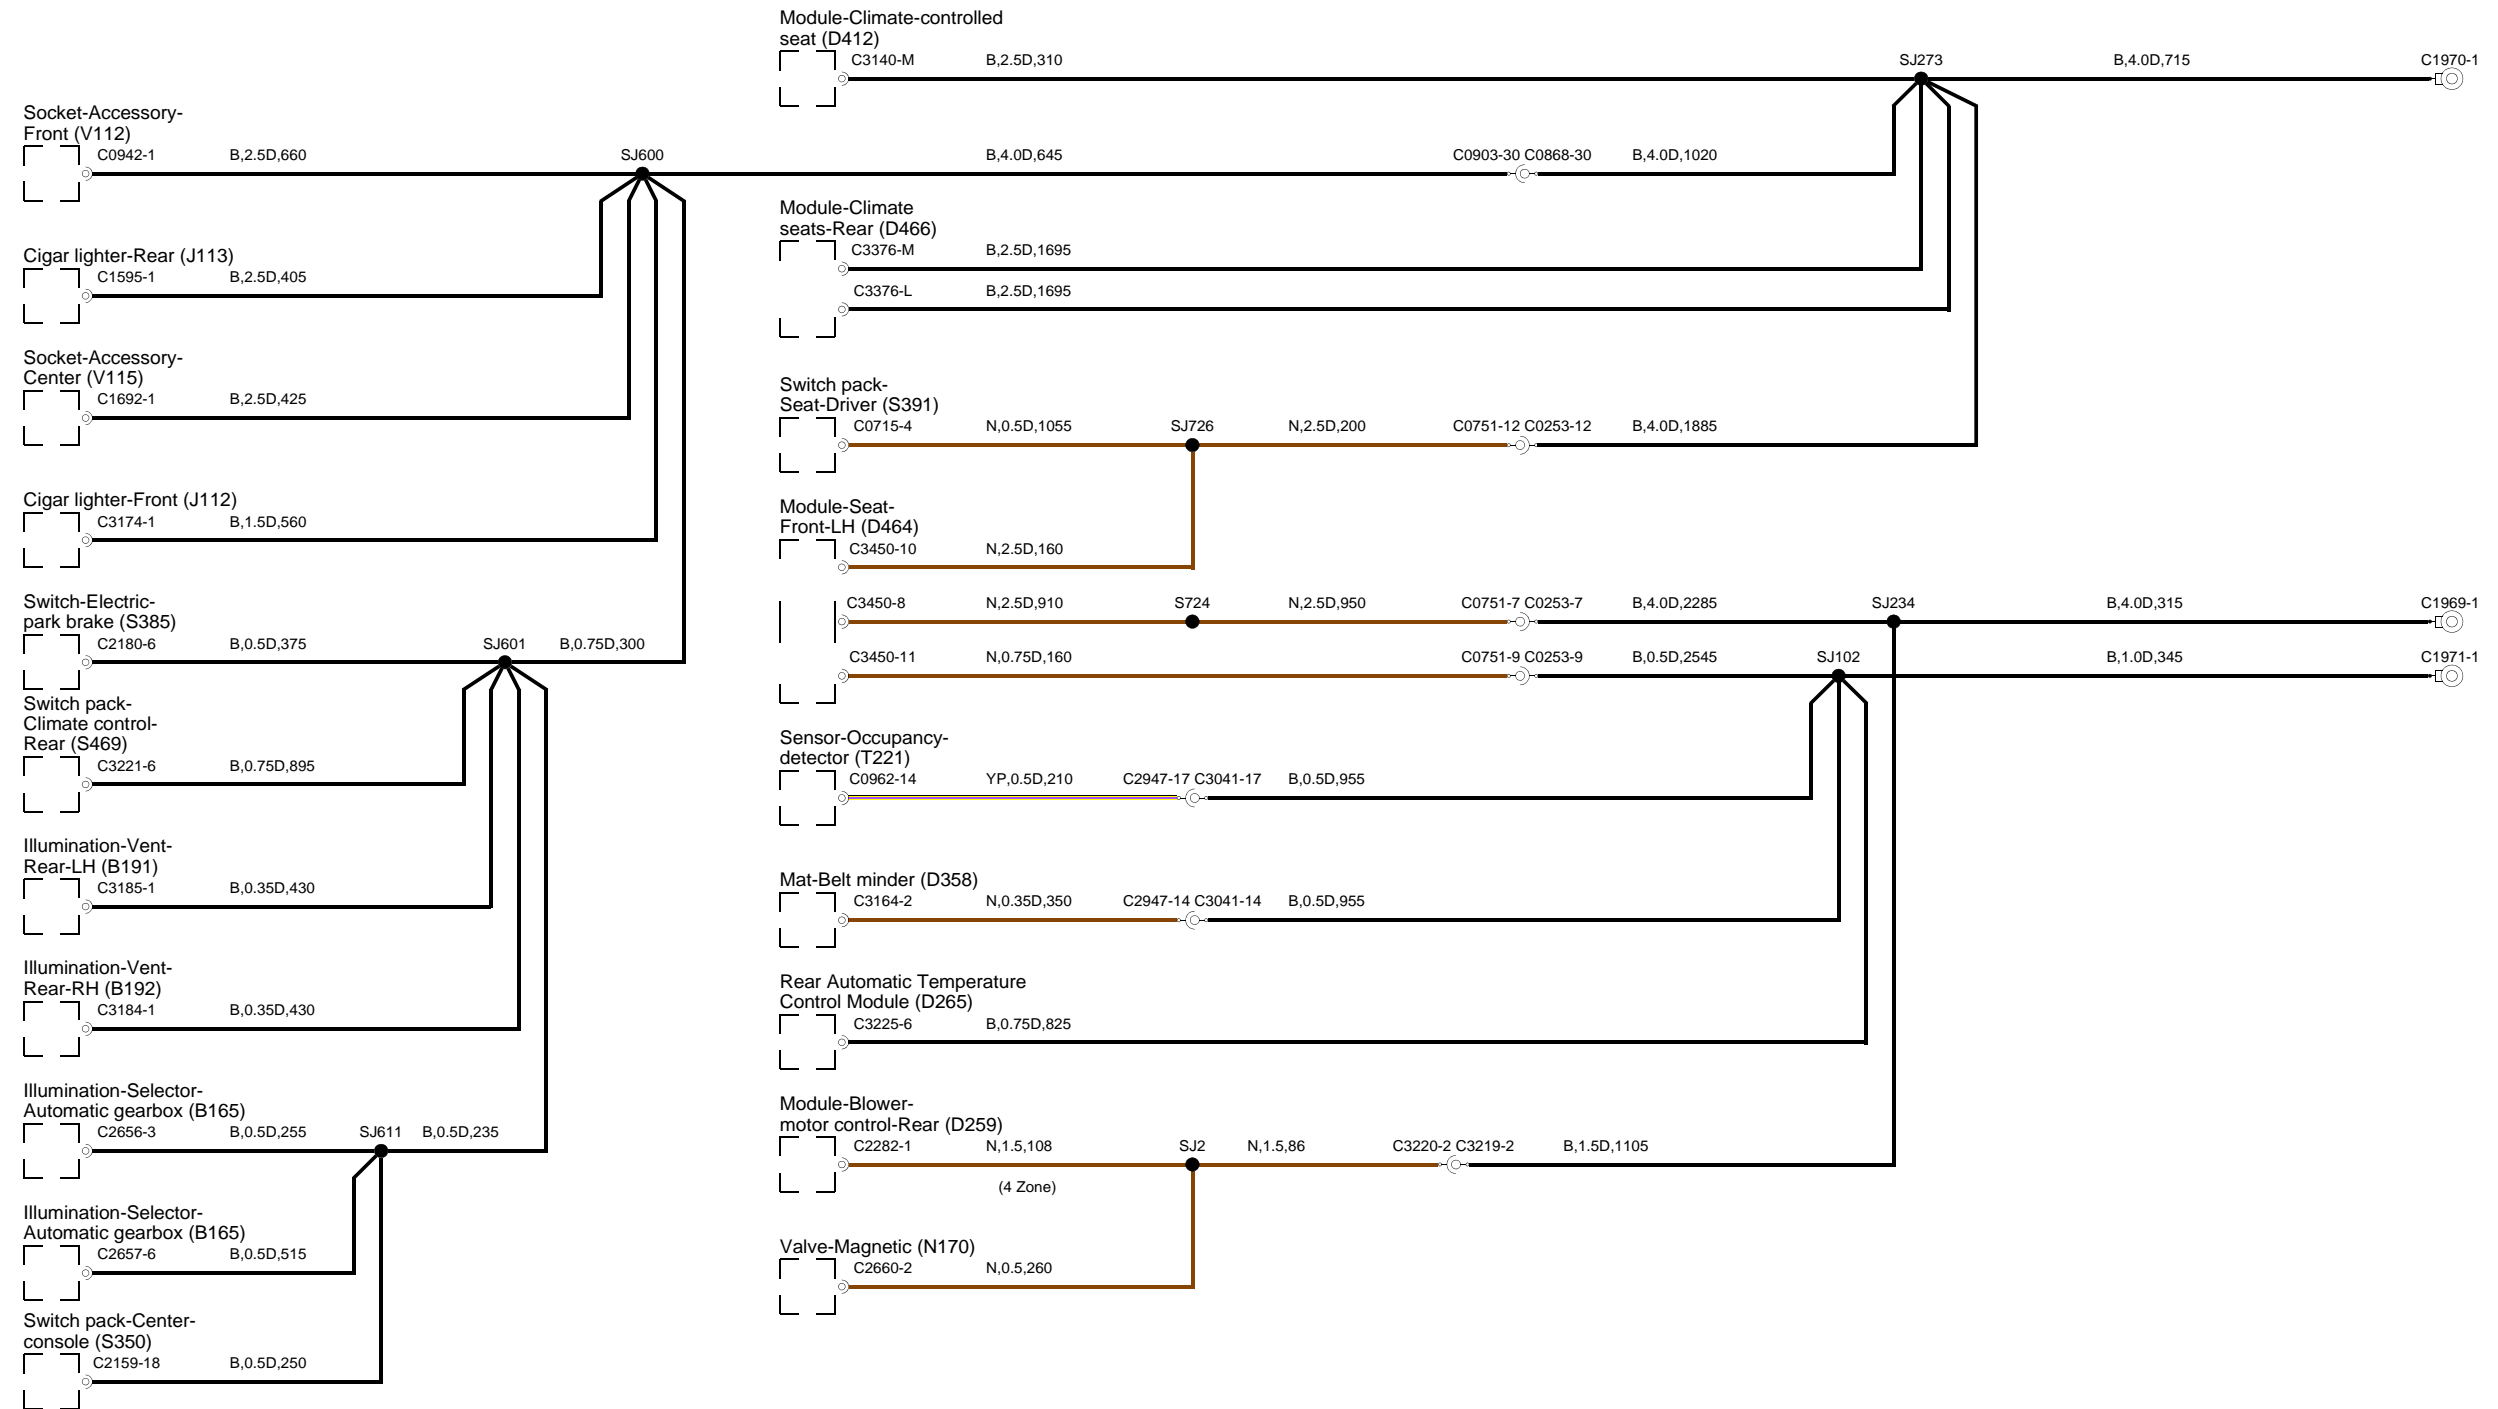 Module-Climate-controlled
seat (D412)
C3140-M B,2.5D,310 SJ273 B,4.0D,715 C1970-1
Socket-Accessory-
Front (V112)
C0942-1 B,2.5D,660 SJ600 B,4.0D,645 C0903-30 C0868-30 B,4.0D,1020
Module-Climate
seats-Rear (D466)
C3376-M B,2.5D,1695
Cigar lighter-Rear (J113)
C1595-1 B,2.5D,405
C3376-L B,2.5D,1695
Socket-Accessory-
Center (V115)
C1692-1 B,2.5D,425
Switch pack-
Seat-Driver (S391)
C0715-4 N,0.5D,1055 SJ726 N,2.5D,200 C0751-12 C0253-12 B,4.0D,1885
Cigar lighter-Front (J112)
C3174-1 B,1.5D,560
Module-Seat-
Front-LH (D464)
C3450-10 N,2.5D,160
C3450-8 N,2.5D,910 S724 N,2.5D,950 C0751-7 C0253-7 B,4.0D,2285 SJ234 B,4.0D,315 C1969-1
Switch-Electric-
park brake (S385)
C2180-6 B,0.5D,375 SJ601 B,0.75D,300
C3450-11 N,0.75D,160 C0751-9 C0253-9 B,0.5D,2545 SJ102 B,1.0D,345 C1971-1
Switch pack-
Climate control-
Rear (S469)
C3221-6 B,0.75D,895
Sensor-Occupancy-
detector (T221)
C0962-14 YP,0.5D,210 C2947-17 C3041-17 B,0.5D,955
Illumination-Vent-
Rear-LH (B191)
C3185-1 B,0.35D,430
Mat-Belt minder (D358)
C3164-2 N,0.35D,350 C2947-14 C3041-14 B,0.5D,955
Illumination-Vent-
Rear-RH (B192)
C3184-1 B,0.35D,430
Rear Automatic Temperature
Control Module (D265)
C3225-6 B,0.75D,825
Illumination-Selector-
Automatic gearbox (B165)
C2656-3 B,0.5D,255 SJ611 B,0.5D,235
Module-Blower-
motor control-Rear (D259)
C2282-1 N,1.5,108 SJ2 N,1.5,86 C3220-2 C3219-2 B,1.5D,1105
(4 Zone)
Illumination-Selector-
Automatic gearbox (B165)
C2657-6 B,0.5D,515
Valve-Magnetic (N170)
C2660-2 N,0.5,260
Switch pack-Center-
console (S350)
C2159-18 B,0.5D,250